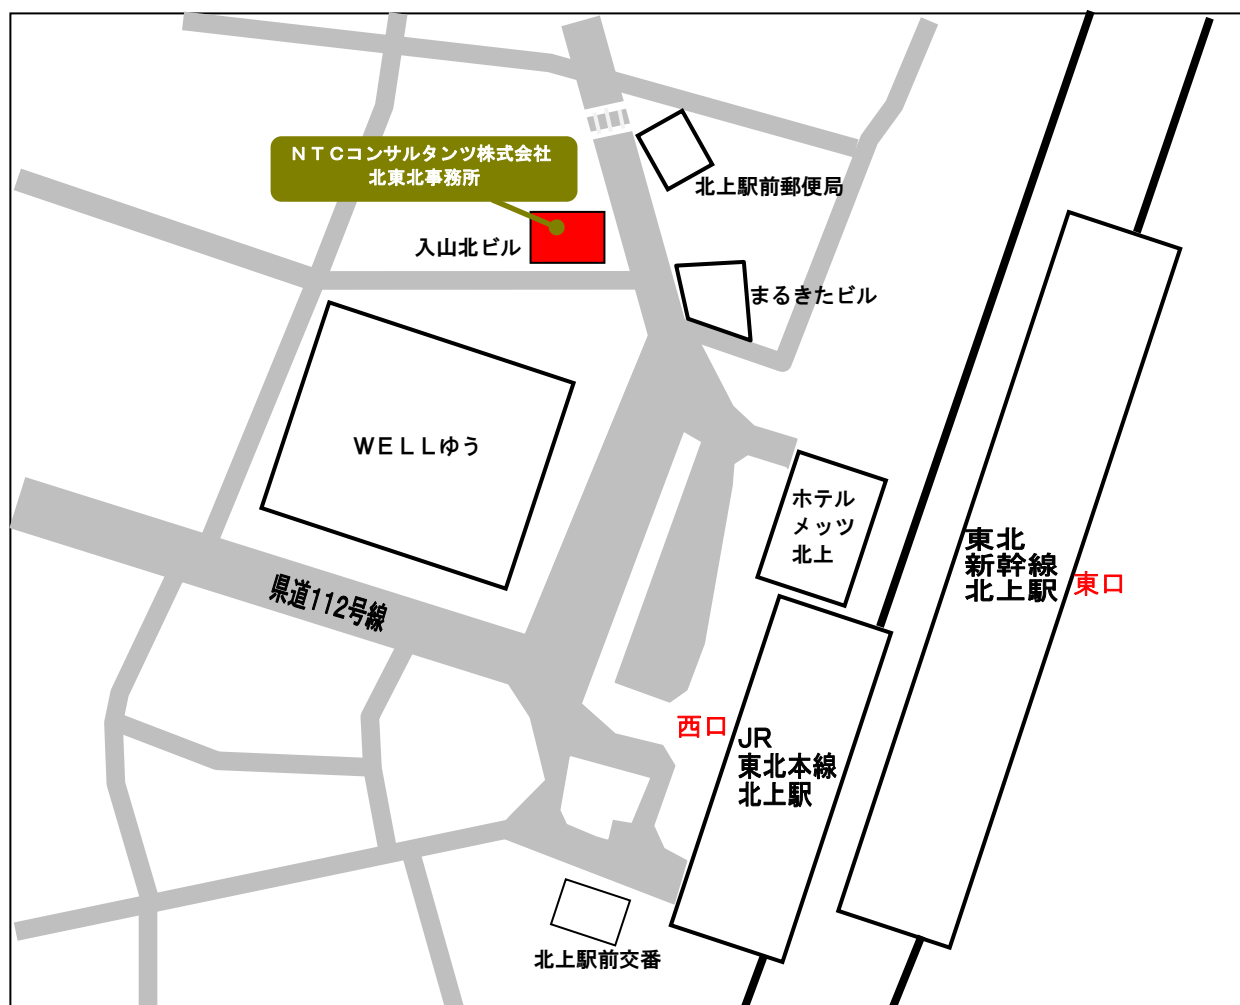 ＮＴＣコンサルタンツ株式会社
北東北事務所
北上駅前郵便局
入山北ビル
まるきたビル
ＷＥＬＬゆう
ホテル
メッツ
北上
東北
新幹線
北上駅
東口
県道112号線
西口
JR
東北本線
北上駅
北上駅前交番